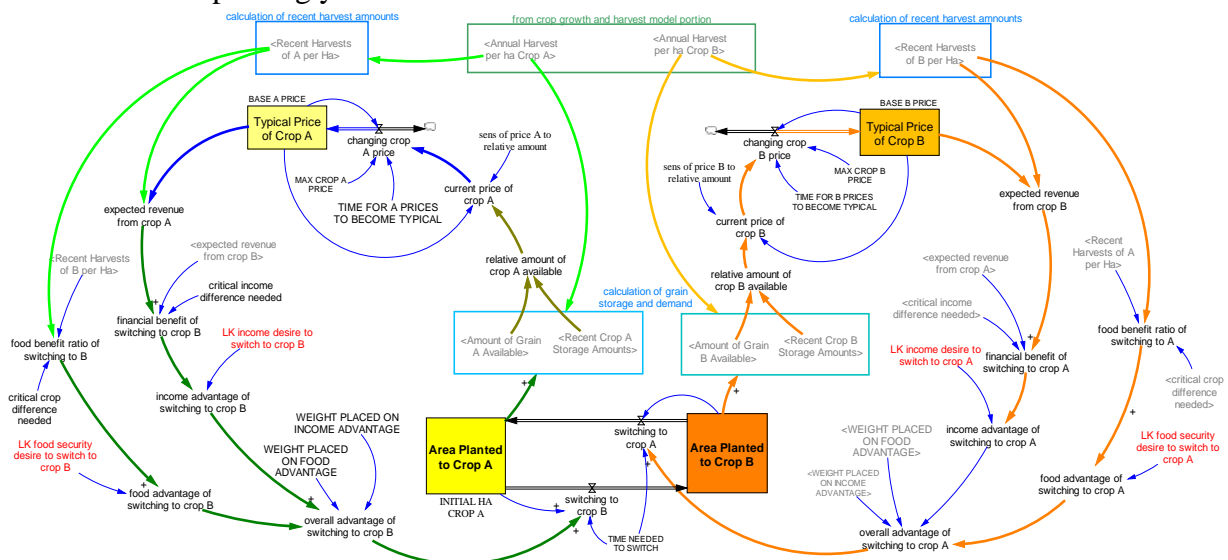 calculation of recent harvest amounts
from crop growth and harvest model portion
calculation of recent harvest amounts
<Recent Harvests
of A per Ha>
<Annual Harvest
per ha Crop A>
<Annual Harvest
per ha Crop B>
<Recent Harvests
of B per Ha>
BASE A PRICE
Typical Price
of Crop A
changing crop
A price
sens of price A to
relative amount
MAX CROP A
PRICE
TIME FOR A PRICES
TO BECOME TYPICAL
current price of
crop A
BASE B PRICE
Typical Price
of Crop B
changing crop
B price
sens of price B to
relative amount
MAX CROP B
PRICE
TIME FOR B PRICES
TO BECOME TYPICAL
current price of
crop B
expected revenue
from crop A
expected revenue
from crop B
<Recent Harvests
of B per Ha>
<expected revenue
from crop B>
critical income
difference needed
relative amount of
crop A available
relative amount of
crop B available
<expected revenue
from crop A>
<Recent
Harvests of A
per Ha>
<critical income
difference needed>
calculation of grain
storage and demand
+
financial benefit of
switching to crop B
LK income desire to
switch to crop B
food benefit ratio of
switching to B
<Amount of Grain
A Available>
<Recent Crop A
Storage Amounts>
<Amount of Grain
B Available>
<Recent Crop B
Storage Amounts>
LK income desire to
switch to crop A
+
financial benefit of
switching to crop A
food benefit ratio of
switching to A
critical crop
difference
needed
income advantage of
switching to crop B
+
+
<critical crop
difference
needed>
WEIGHT PLACED ON
INCOME ADVANTAGE
LK food security
desire to switch to
crop B
WEIGHT PLACED
ON FOOD
ADVANTAGE
Area Planted
to Crop A
switching to
crop A
+
Area Planted
to Crop B
<WEIGHT PLACED
ON FOOD
ADVANTAGE>
income advantage of
switching to crop A
+
LK food security
desire to switch to
crop A
<WEIGHT PLACED
ON INCOME
ADVANTAGE>
+
food advantage of
switching to crop B
+
overall advantage of
switching to crop B
INITIAL HA
CROP A
+
switching to
crop B
+
TIME NEEDED
TO SWITCH
food advantage of
switching to crop A
overall advantage of
switching to crop A